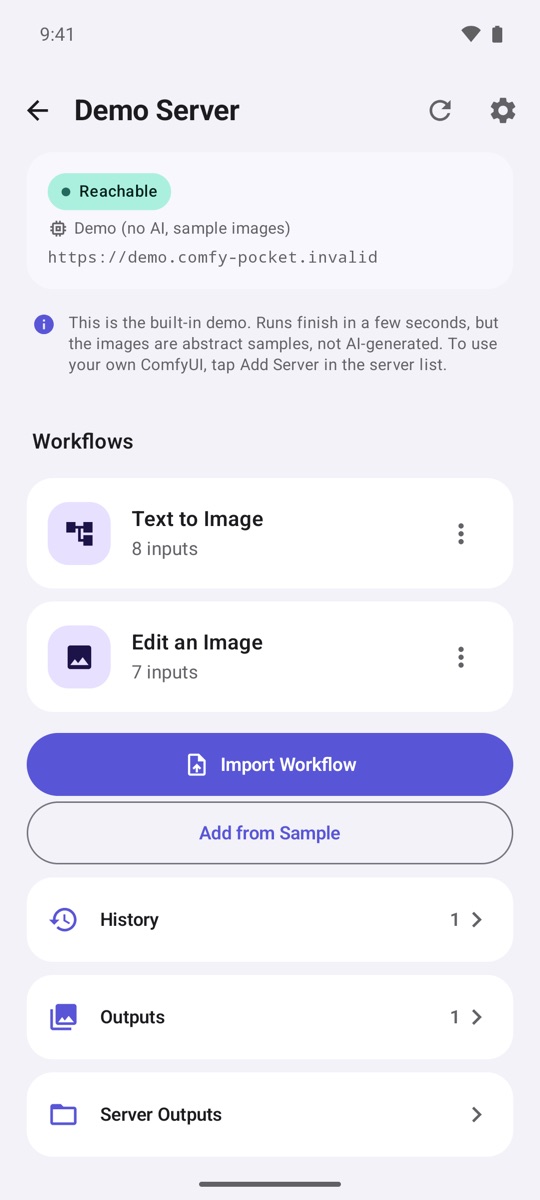 9:41
Demo Server
Reachable
Demo (no AI, sample images)
https://demo.comfy-pocket.invalid
This is the built-in demo. Runs finish in a few seconds, but
the images are abstract samples, not AI-generated. To use
your own ComfyUI, tap Add Server in the server list.
Workflows
Text to Image
8 inputs
Edit an Image
7 inputs
Import Workflow
Add from Sample
History 1
Outputs 1
Server Outputs